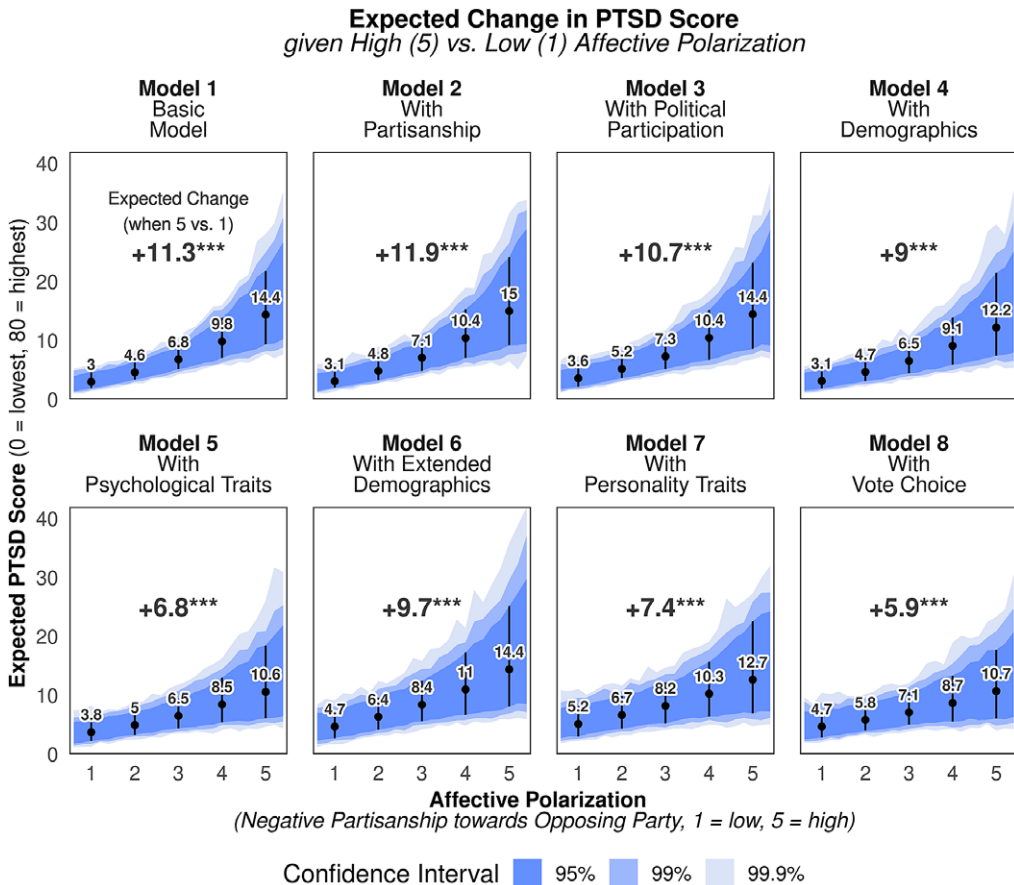 Expected Change in PTSD Score
given High (5) vs. Low (1) Affective Polarization
Model 1
Basic
Model
Model 2
With
Partisanship
Model 3
With Political
Participation
Model 4
With
Demographics
40
30
20
10
0
Expected Change
(when 5 vs. 1)
+11.3***
3
4.6
6.8
9.8
14.4
+11.9***
3.1
4.8
7.1
10.4
15
+10.7***
3.6
5.2
7.3
10.4
14.4
+9***
3.1
4.7
6.5
9.1
12.2
Expected PTSD Score (0 = lowest, 80 = highest)
Model 5
With
Psychological Traits
Model 6
With Extended
Demographics
Model 7
With
Personality Traits
Model 8
With
Vote Choice
40
30
20
10
0
+6.8***
3.8
5
6.5
8.5
10.6
+9.7***
4.7
6.4
8.4
11
14.4
+7.4***
5.2
6.7
8.2
10.3
12.7
+5.9***
4.7
5.8
7.1
8.7
10.7
1 2 3 4 5
1 2 3 4 5
1 2 3 4 5
1 2 3 4 5
Affective Polarization
(Negative Partisanship towards Opposing Party, 1 = low, 5 = high)
Confidence Interval 95% 99% 99.9%